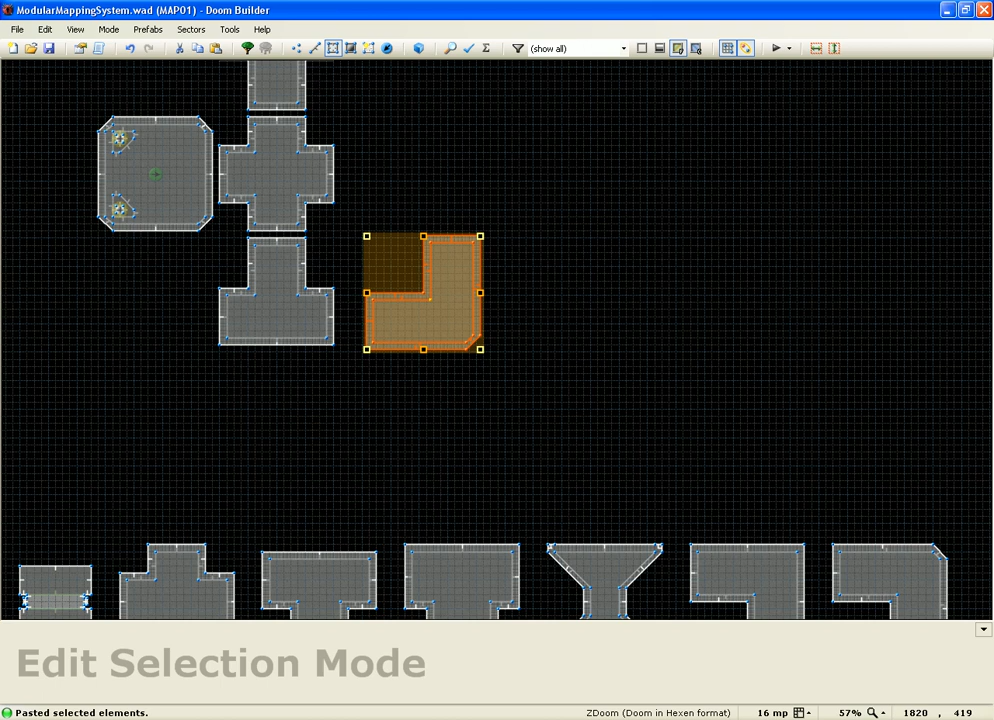 ModularMappingSystem.wad (MAP01) - Doom Builder
File Edit View Mode Prefabs Sectors Tools Help
(show all)
Edit Selection Mode
Pasted selected elements. ZDoom (Doom in Hexen format) 16 mp 57% 1820 , 419